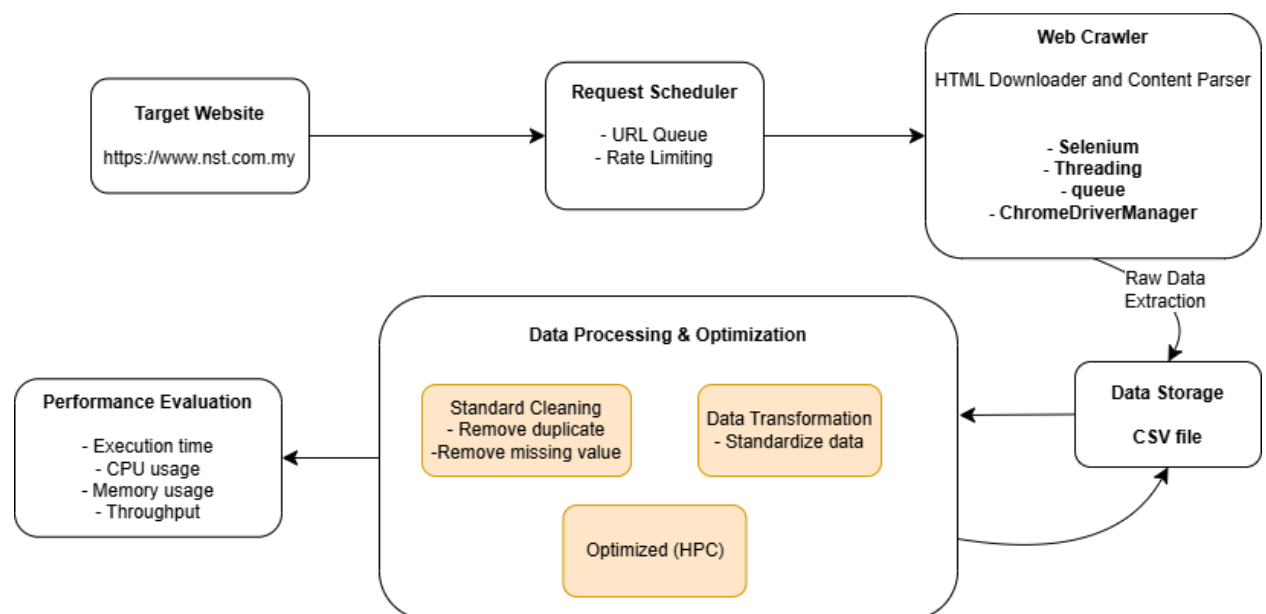 Target Website
https://www.nst.com.my
Request Scheduler
- URL Queue
- Rate Limiting
Web Crawler
HTML Downloader and Content Parser
- Selenium
- Threading
- queue
- ChromeDriverManager
Raw Data
Extraction
Data Storage
CSV file
Data Processing & Optimization
Standard Cleaning
- Remove duplicate
-Remove missing value
Data Transformation
- Standardize data
Optimized (HPC)
Performance Evaluation
- Execution time
- CPU usage
- Memory usage
- Throughput